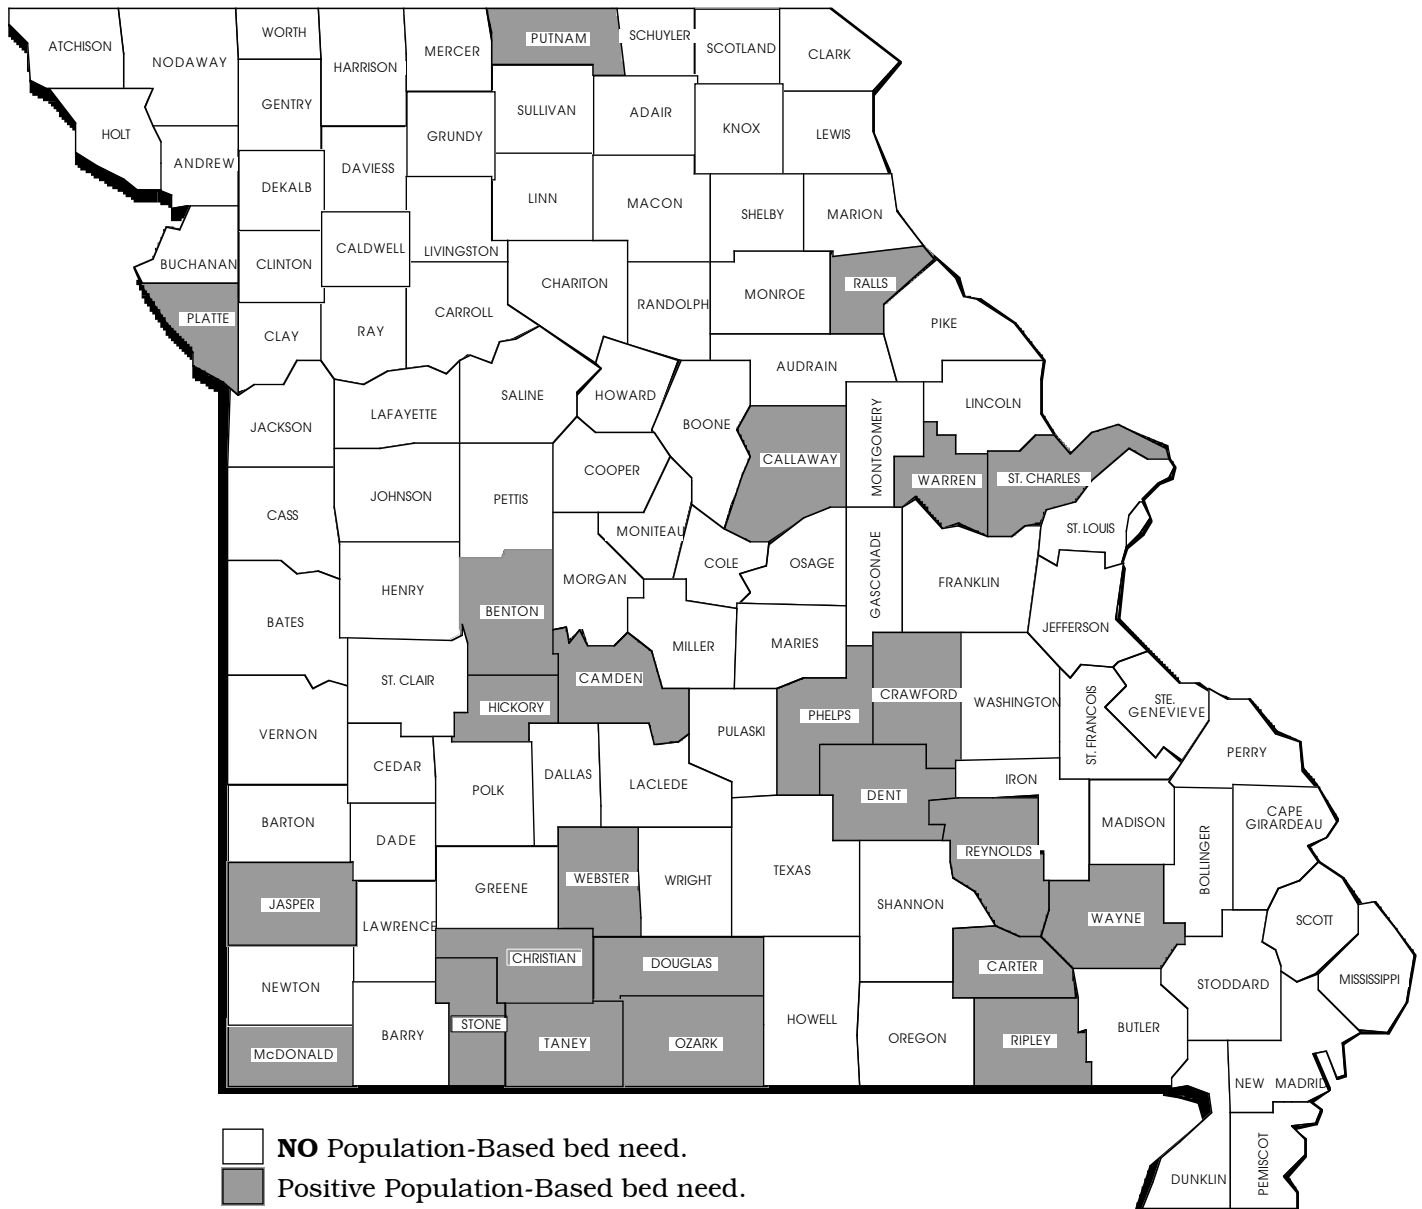 ATCHISON
NODAWAY
WORTH
HARRISON
MERCER
PUTNAM
SCHUYLER
SCOTLAND
CLARK
HOLT
GENTRY
GRUNDY
SULLIVAN
ADAIR
KNOX
LEWIS
ANDREW
DEKALB
DAVIESS
LINN
MACON
SHELBY
MARION
BUCHANAN
CLINTON
CALDWELL
LIVINGSTON
CHARITON
RANDOLPH
MONROE
RALLS
PLATTE
CLAY
RAY
CARROLL
PIKE
AUDRAIN
SALINE
HOWARD
BOONE
LINCOLN
JACKSON
LAFAYETTE
MONTGOMERY
CALLAWAY
WARREN
ST. CHARLES
COOPER
JOHNSON
PETTIS
CASS
MONITEAU
ST. LOUIS
COLE
OSAGE
GASCONADE
FRANKLIN
MORGAN
HENRY
BENTON
BATES
JEFFERSON
MILLER
MARIES
ST. CLAIR
CAMDEN
CRAWFORD
WASHINGTON
ST. FRANCOIS
STE.
GENEVIEVE
HICKORY
PHELPS
PULASKI
VERNON
PERRY
CEDAR
DALLAS
LACLEDE
POLK
IRON
DENT
BARTON
DADE
MADISON
CAPE
GIRARDEAU
REYNOLDS
BOLLINGER
GREENE
WEBSTER
WRIGHT
TEXAS
JASPER
SHANNON
WAYNE
SCOTT
LAWRENCE
CHRISTIAN
DOUGLAS
CARTER
NEWTON
STODDARD
MISSISSIPPI
BARRY
STONE
TANEY
OZARK
HOWELL
OREGON
RIPLEY
BUTLER
McDONALD
NEW MADRID
PEMISCOT
DUNKLIN
NO Population-Based bed need.
Positive Population-Based bed need.